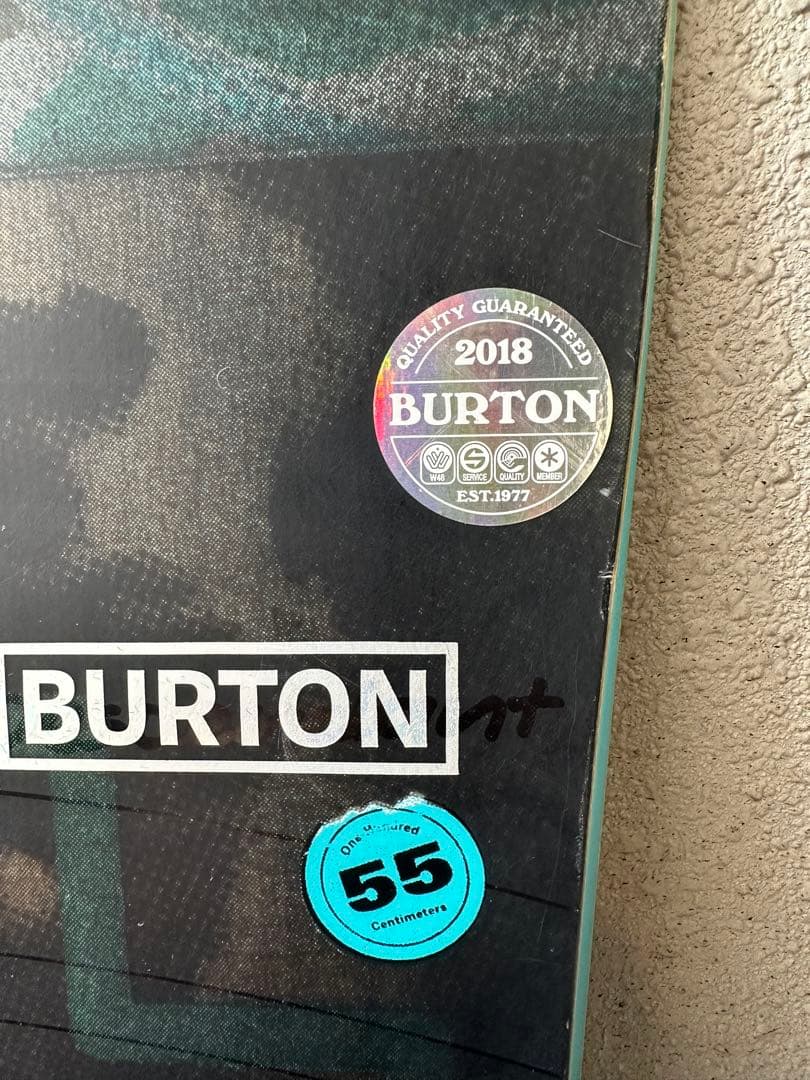 QUALITY GUARANTEED
2018
BURTON
W48 SERVICE QUALITY MEMBER
EST.1977
BURTON
One Hundred
55
Centimeters